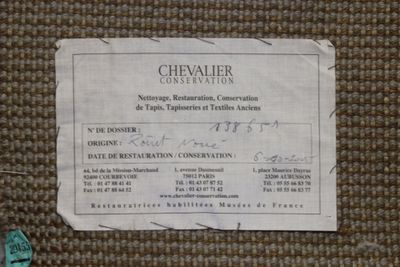 CHEVALIER
CONSERVATION
Nettoyage, Restauration, Conservation
de Tapis, Tapisseries et Textiles Anciens
N° DE DOSSIER :
ORIGINE : Point noué
DATE DE RESTAURATION / CONSERVATION :
64, bd de la Mission-Marchand
92400 COURBEVOIE
Tél. : 01 47 88 41 41
Fax : 01 47 88 64 52
1, avenue Daumesnil
75012 PARIS
Tél. : 01 43 07 87 52
Fax : 01 43 07 87 42
www.chevalier-conservation.com
1, place Maurice Dayras
23200 AUBUSSON
Tél. : 05 55 66 83 70
Fax : 05 55 66 83 77
Restauratrices habilitées Musées de France